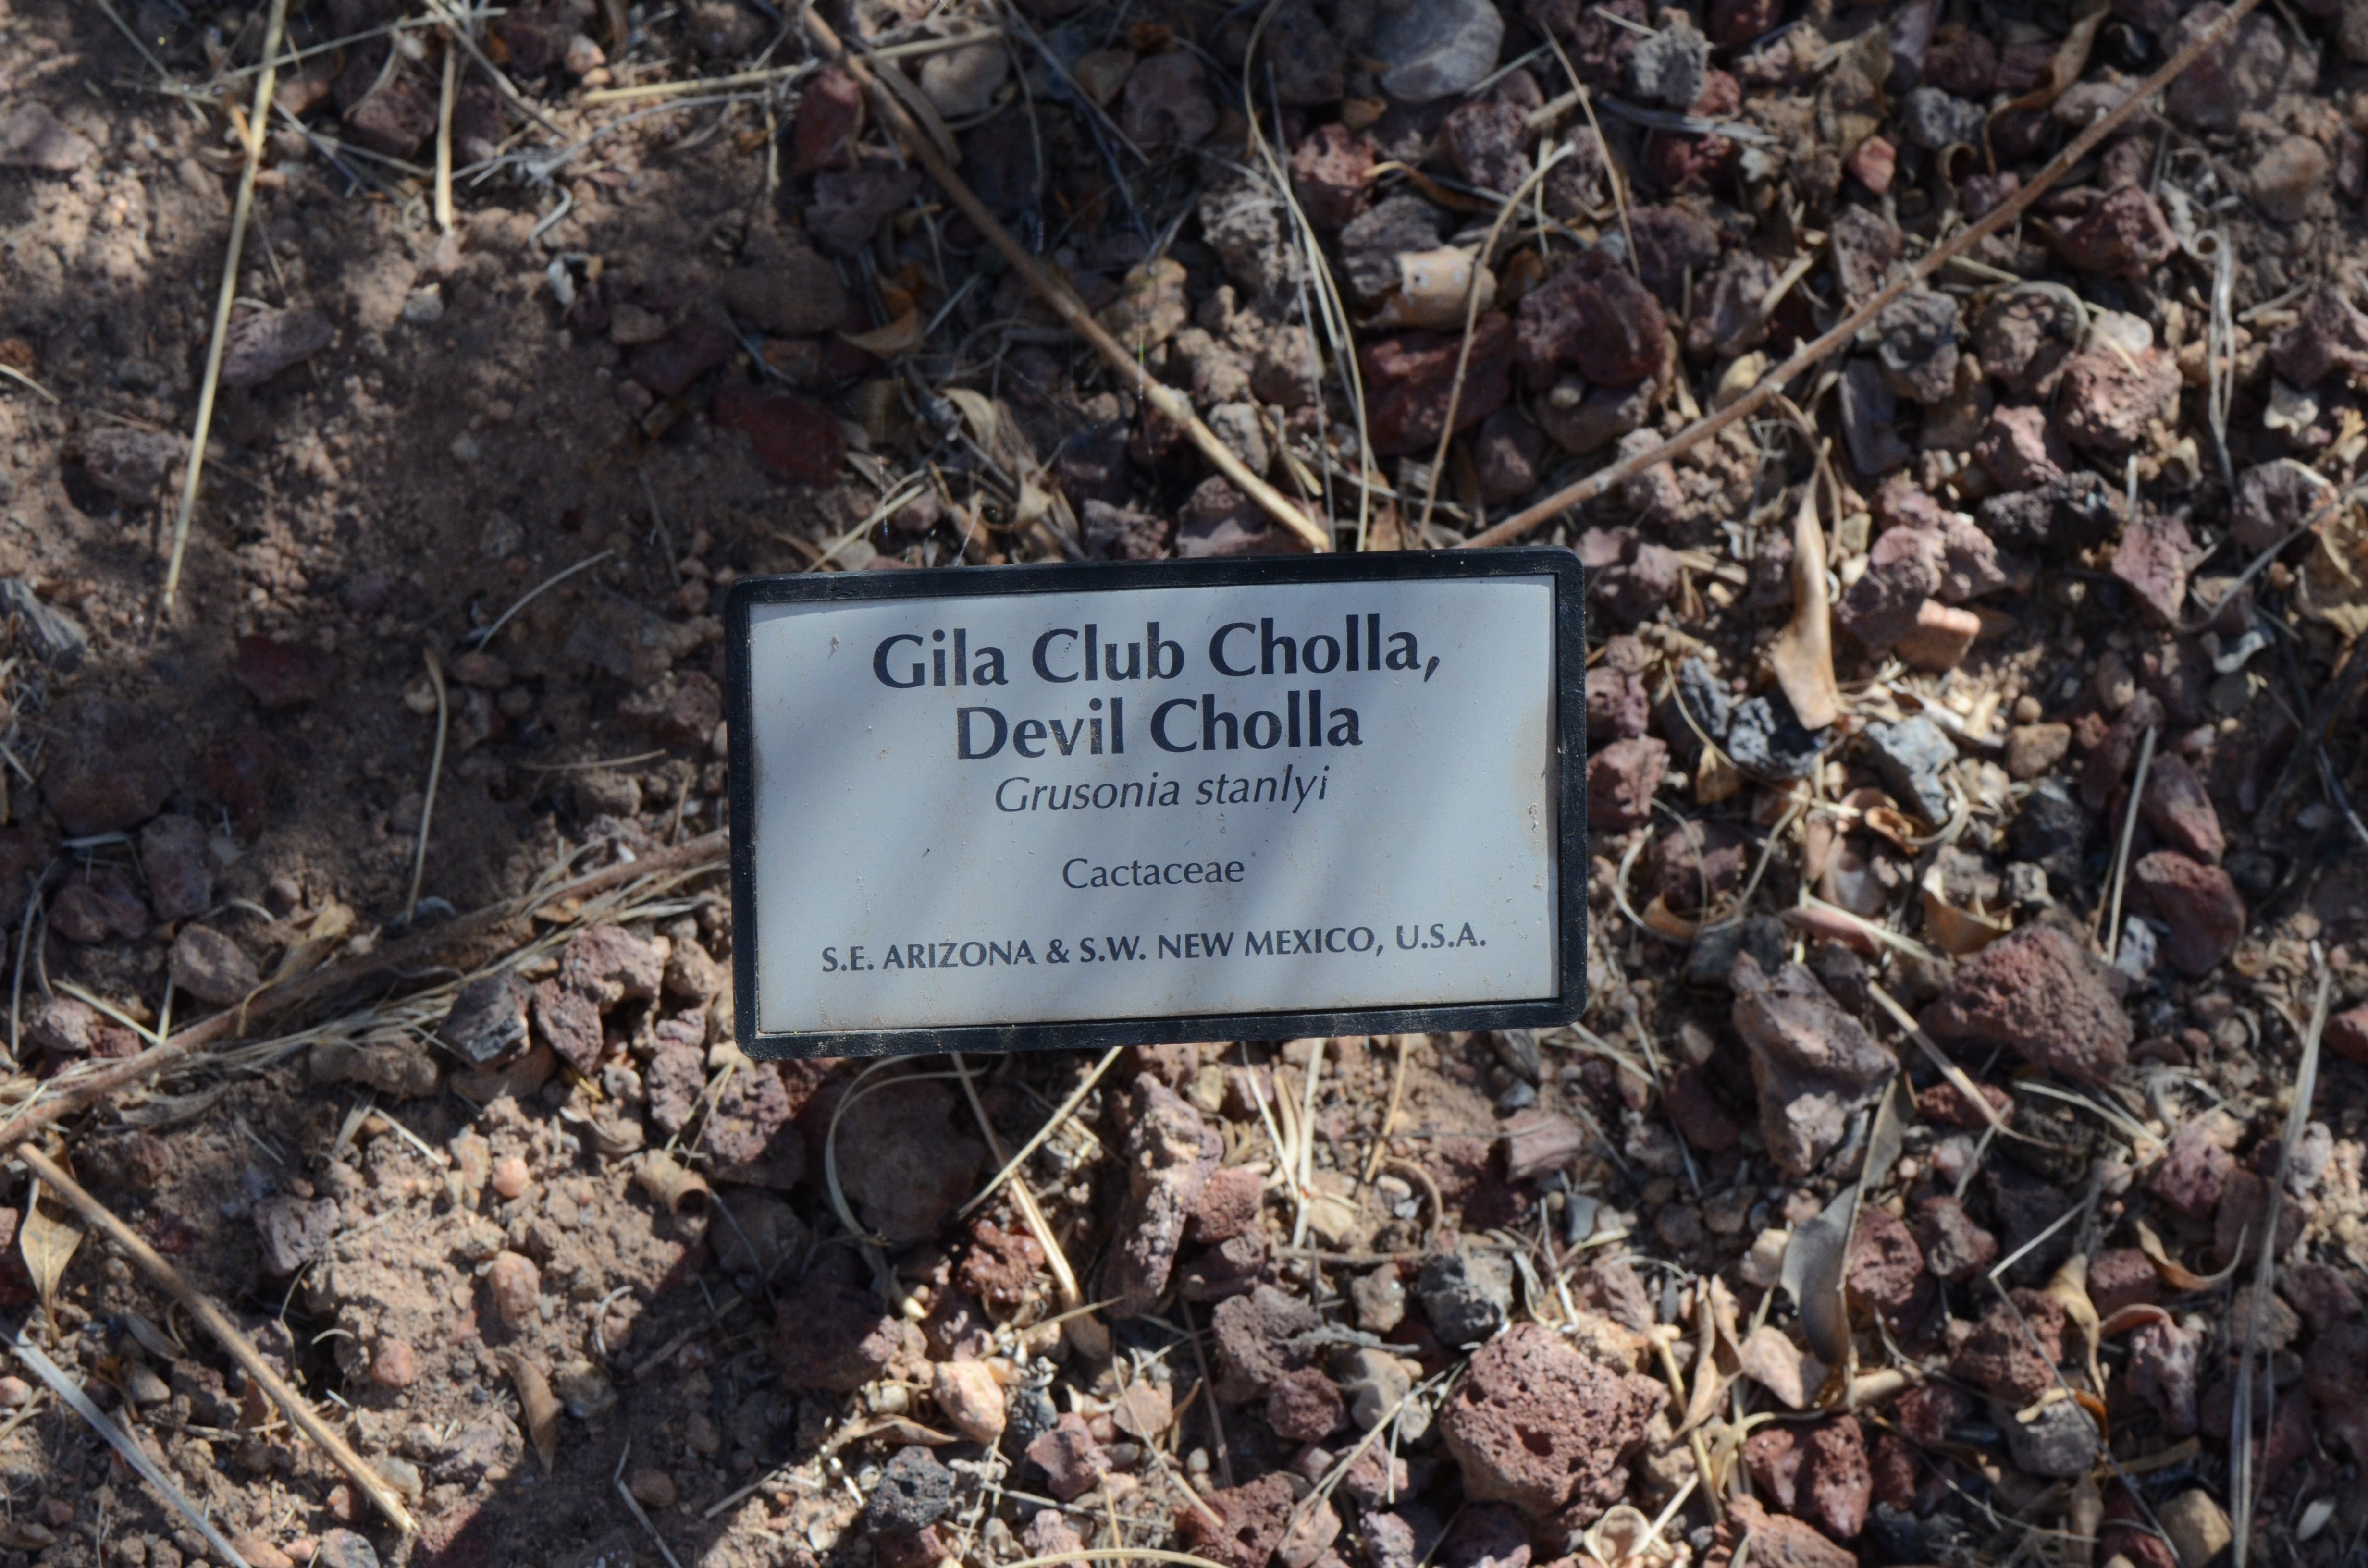 Gila Club Cholla,
Devil Cholla
Grusonia stanlyi
Cactaceae
S.E. ARIZONA & S.W. NEW MEXICO, U.S.A.